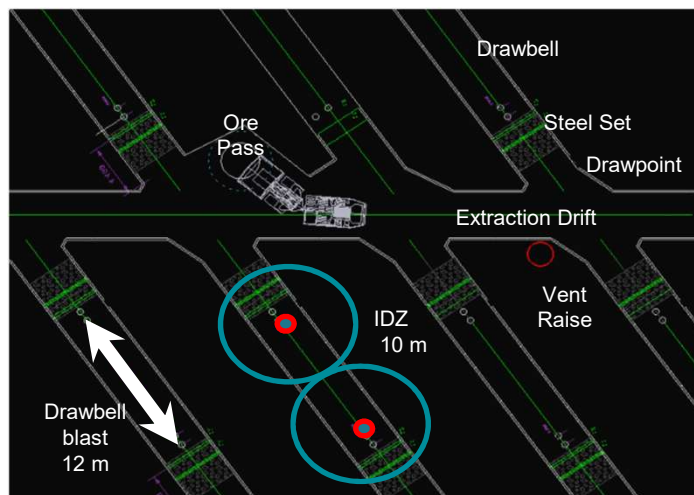 Drawbell
Ore
Pass
Steel Set
Drawpoint
Extraction Drift
Vent
Raise
IDZ
10 m
Drawbell
blast
12 m